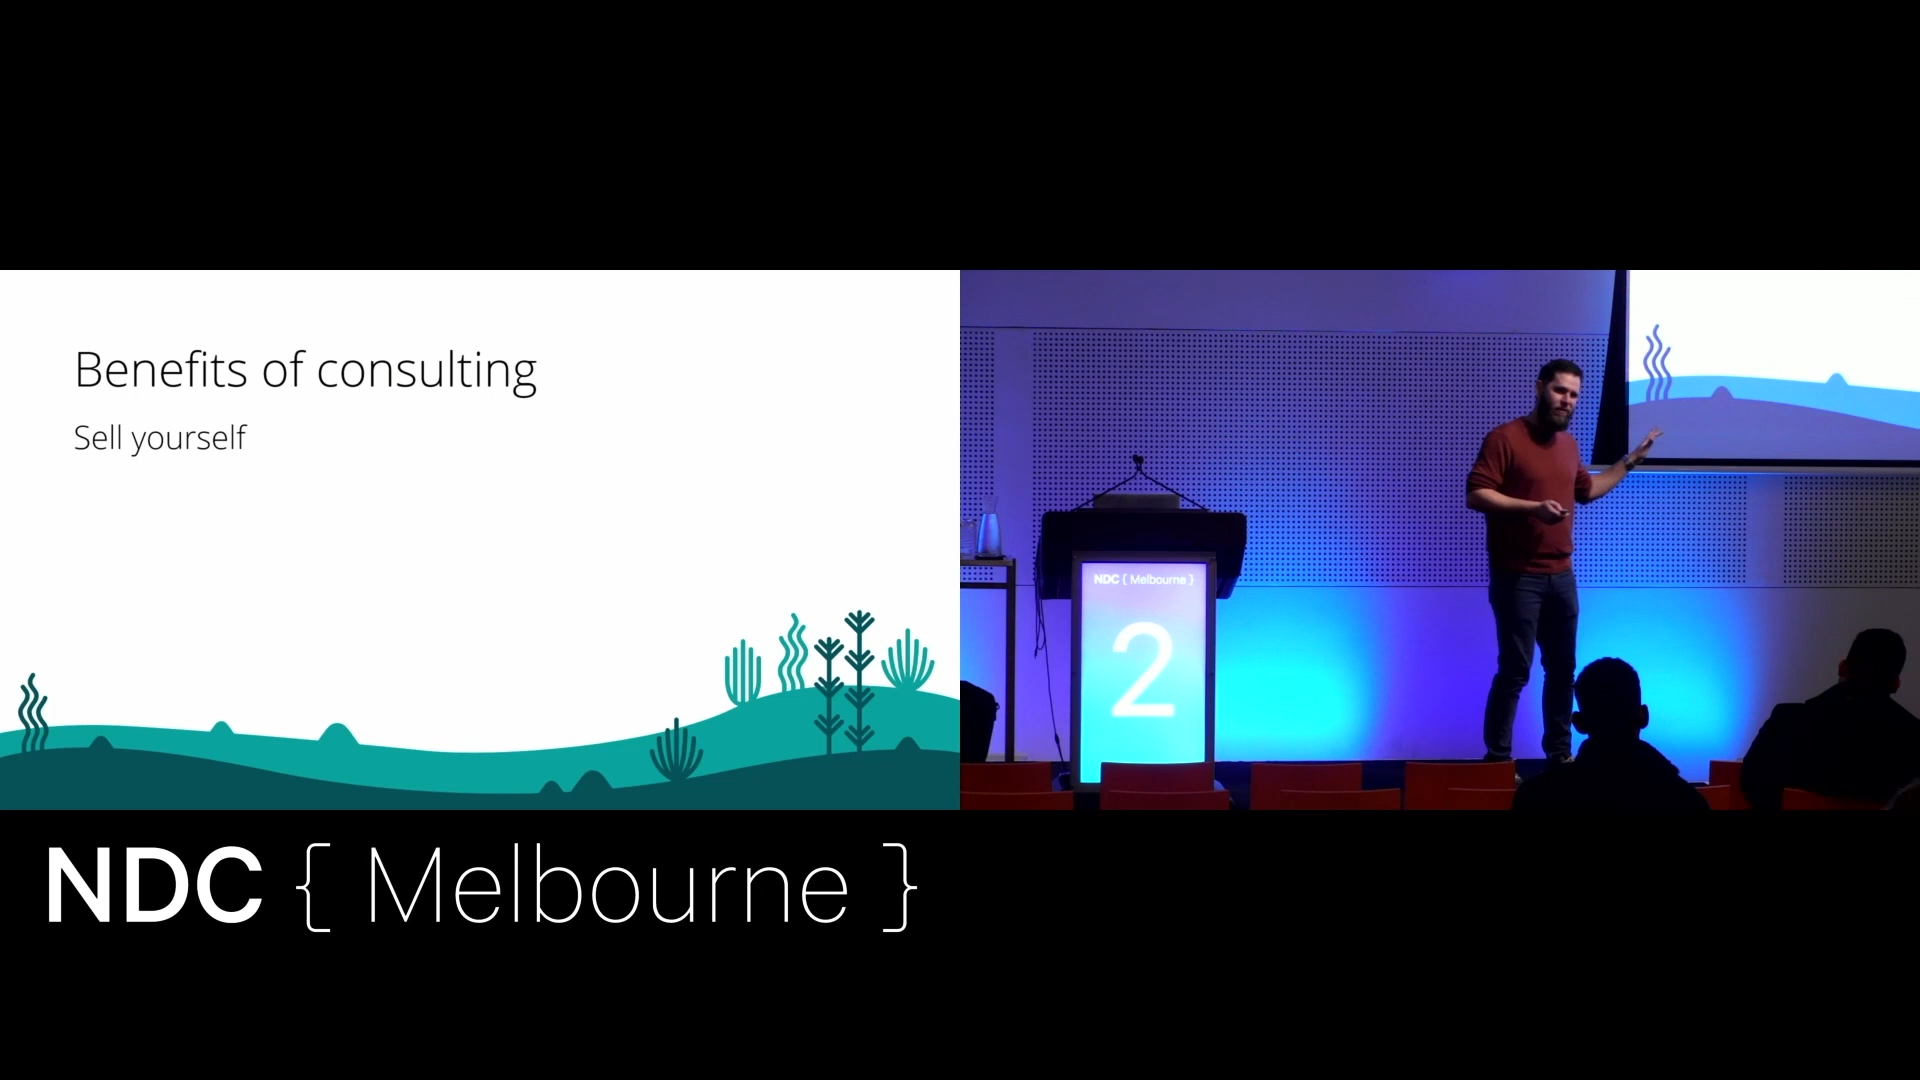 Benefits of consulting
Sell yourself
NDC { Melbourne }
2
NDC { Melbourne }